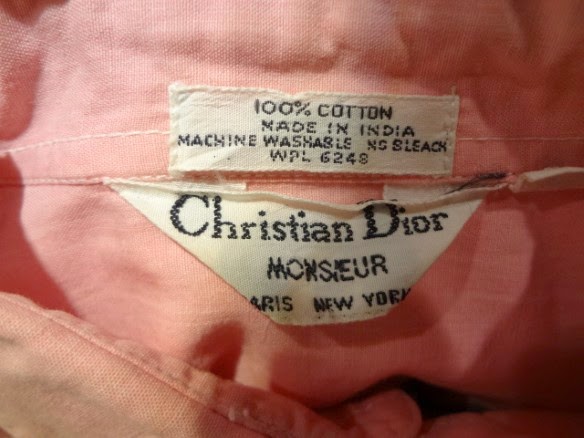 100% COTTON
MADE IN INDIA
MACHINE WASHABLE NO BLEACH
WPL 6248
Christian Dior
MONSIEUR
PARIS NEW YORK